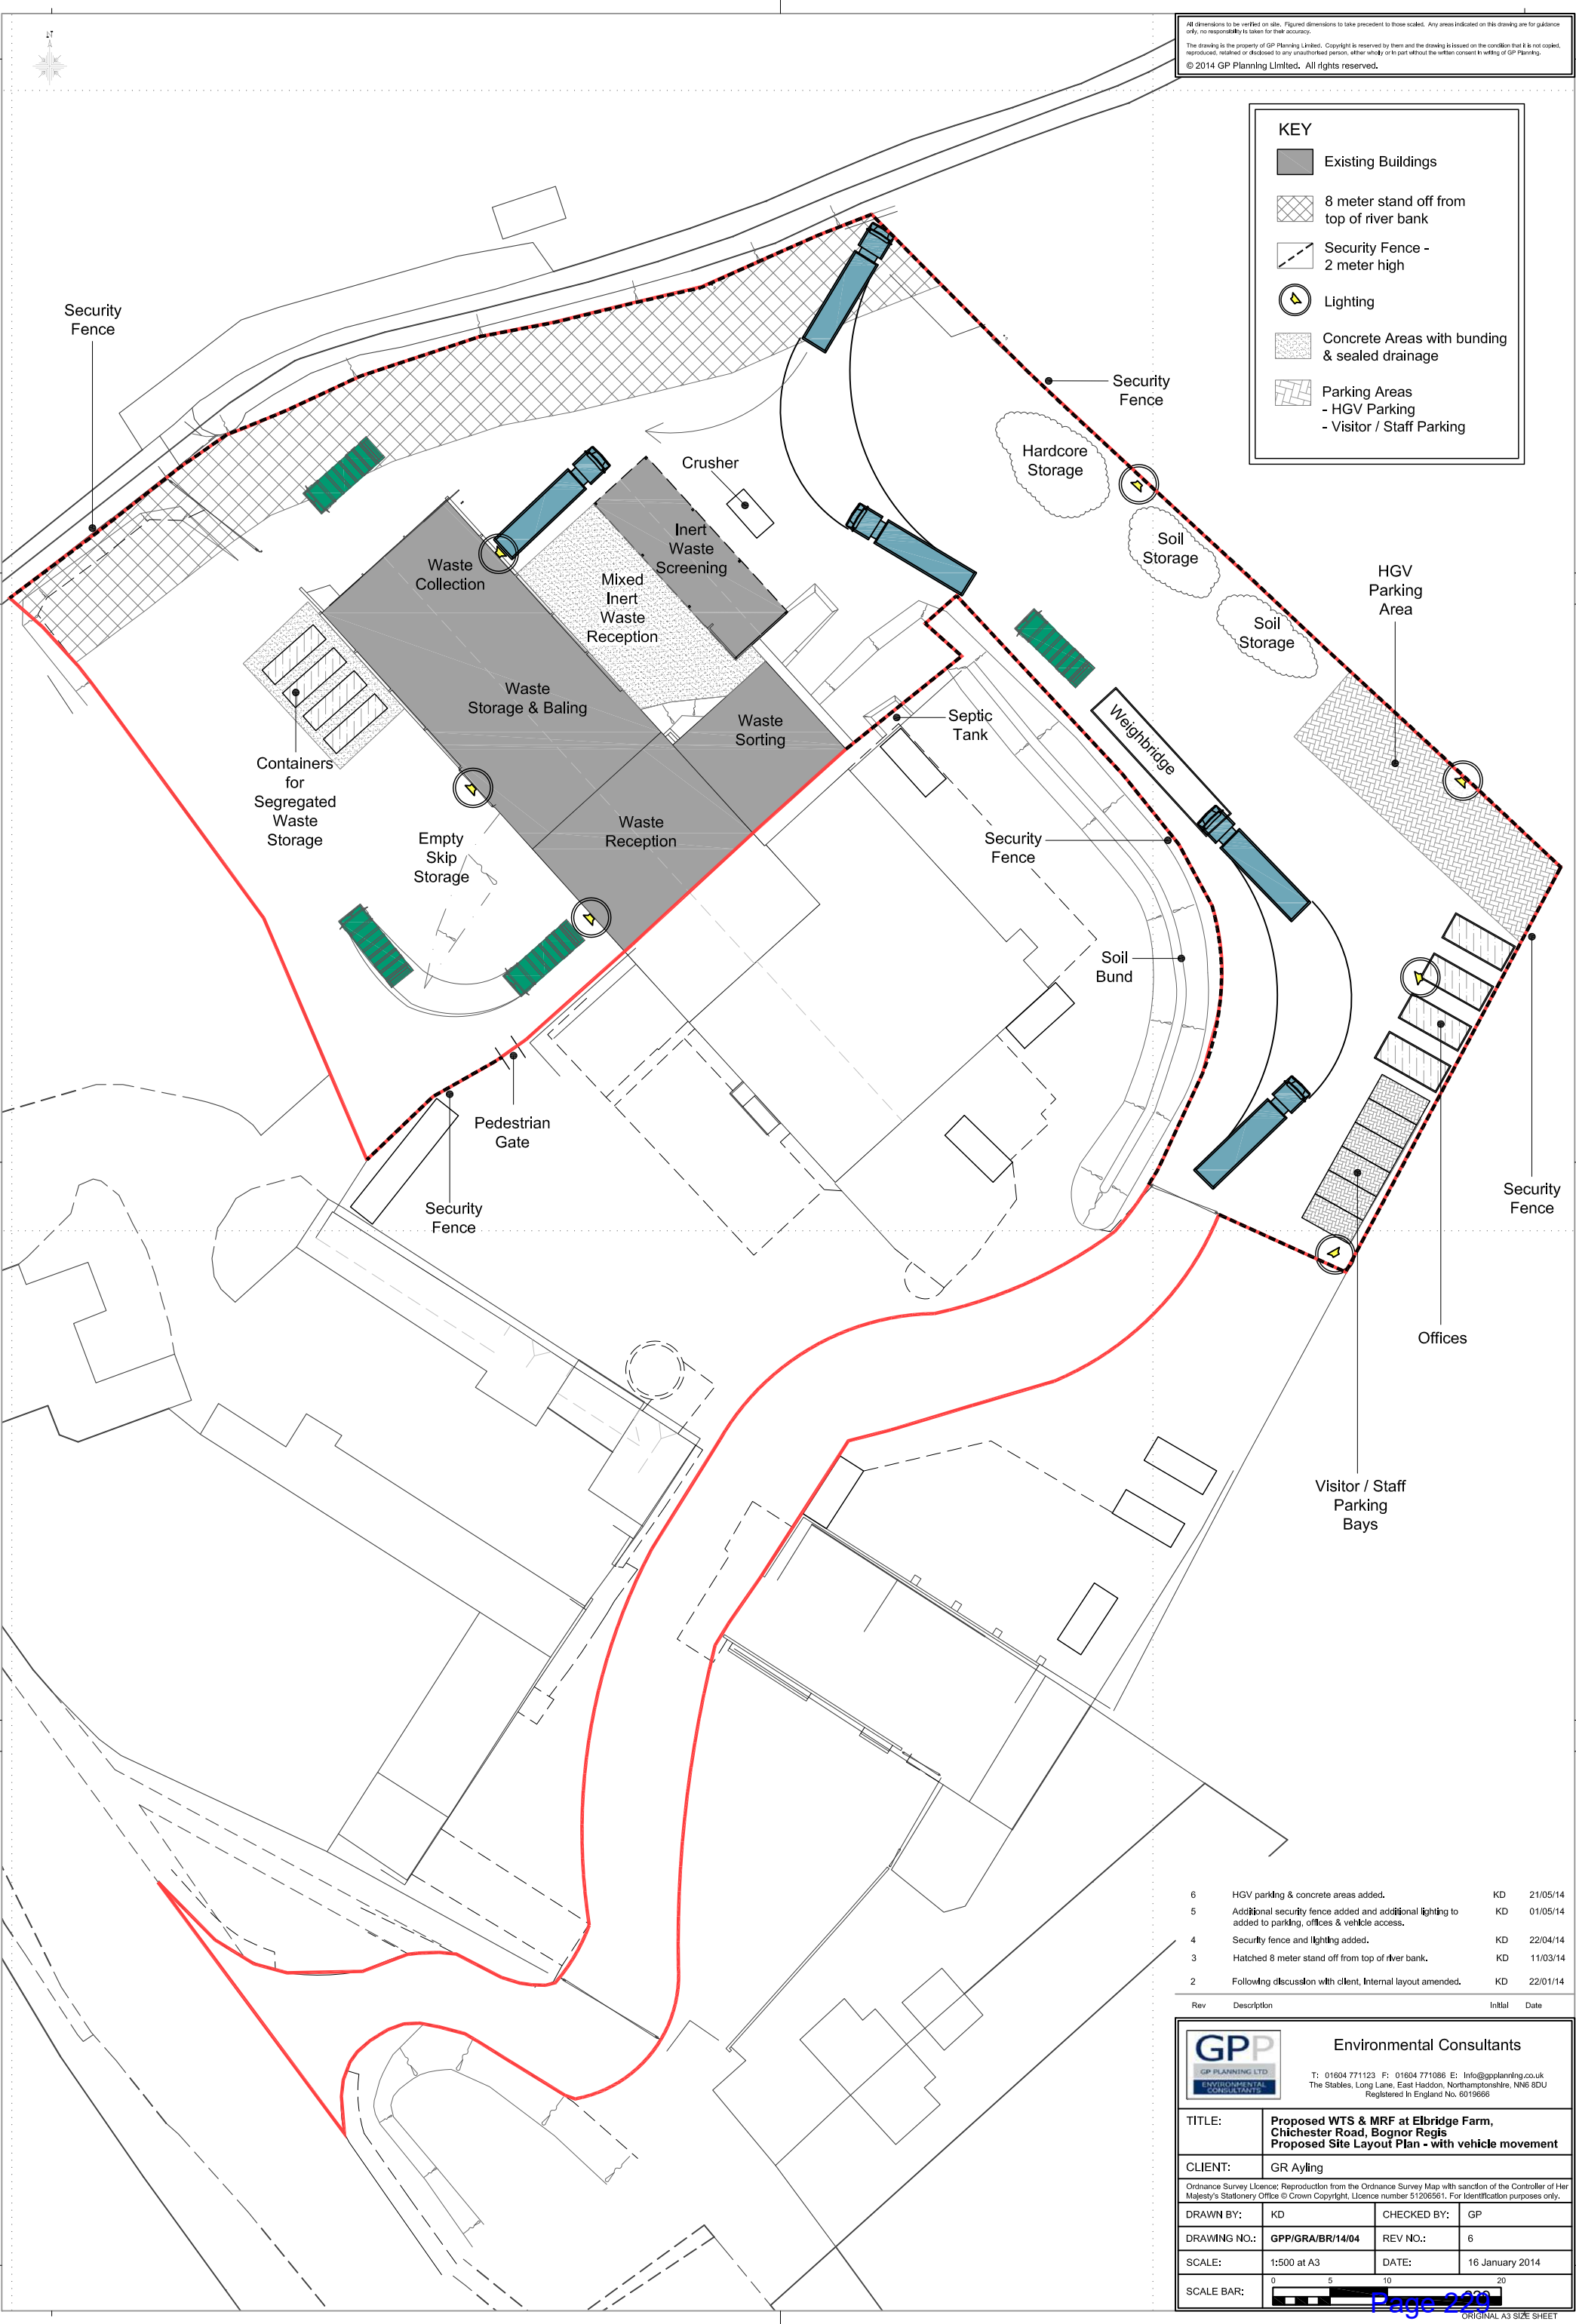 All dimensions to be verified on site. Figured dimensions to take precedent to those scaled. Any areas indicated on this drawing are for guidance
only, no responsibility is taken for their accuracy.
The drawing is the property of GP Planning Limited. Copyright is reserved by them and the drawing is issued on the condition that it is not copied,
reproduced, retained or disclosed to any unauthorised person, either wholly or in part without the written consent in writing of GP Planning.
© 2014 GP Planning Limited. All rights reserved.
N
KEY
Existing Buildings
8 meter stand off from
top of river bank
Security Fence -
2 meter high
Lighting
Concrete Areas with bunding
& sealed drainage
Parking Areas
- HGV Parking
- Visitor / Staff Parking
Security
Fence
Security
Fence
Crusher
Hardcore
Storage
Inert
Waste
Screening
Soil
Storage
Waste
Collection
Mixed
Inert
Waste
Reception
HGV
Parking
Area
Soil
Storage
Waste
Storage & Baling
Waste
Sorting
Septic
Tank
Weighbridge
Containers
for
Segregated
Waste
Storage
Empty
Skip
Storage
Waste
Reception
Security
Fence
Soil
Bund
Pedestrian
Gate
Security
Fence
Security
Fence
Offices
Visitor / Staff
Parking
Bays
6 HGV parking & concrete areas added. KD 21/05/14
5 Additional security fence added and additional lighting to KD 01/05/14
added to parking, offices & vehicle access.
4 Security fence and lighting added. KD 22/04/14
3 Hatched 8 meter stand off from top of river bank. KD 11/03/14
2 Following discussion with client, internal layout amended. KD 22/01/14
Rev Description Initial Date
GPP
GP PLANNING LTD
ENVIRONMENTAL
CONSULTANTS
Environmental Consultants
T: 01604 771123 F: 01604 771086 E: info@gpplanning.co.uk
The Stables, Long Lane, East Haddon, Northamptonshire, NN6 8DU
Registered in England No. 6019666
TITLE: Proposed WTS & MRF at Elbridge Farm,
Chichester Road, Bognor Regis
Proposed Site Layout Plan - with vehicle movement
CLIENT: GR Ayling
Ordnance Survey Licence; Reproduction from the Ordnance Survey Map with sanction of the Controller of Her
Majesty's Stationery Office © Crown Copyright, Licence number 51206561. For identification purposes only.
DRAWN BY: KD CHECKED BY: GP
DRAWING NO.: GPP/GRA/BR/14/04 REV NO.: 6
SCALE: 1:500 at A3 DATE: 16 January 2014
SCALE BAR: 0 5 10 20
Page 229
ORIGINAL A3 SIZE SHEET